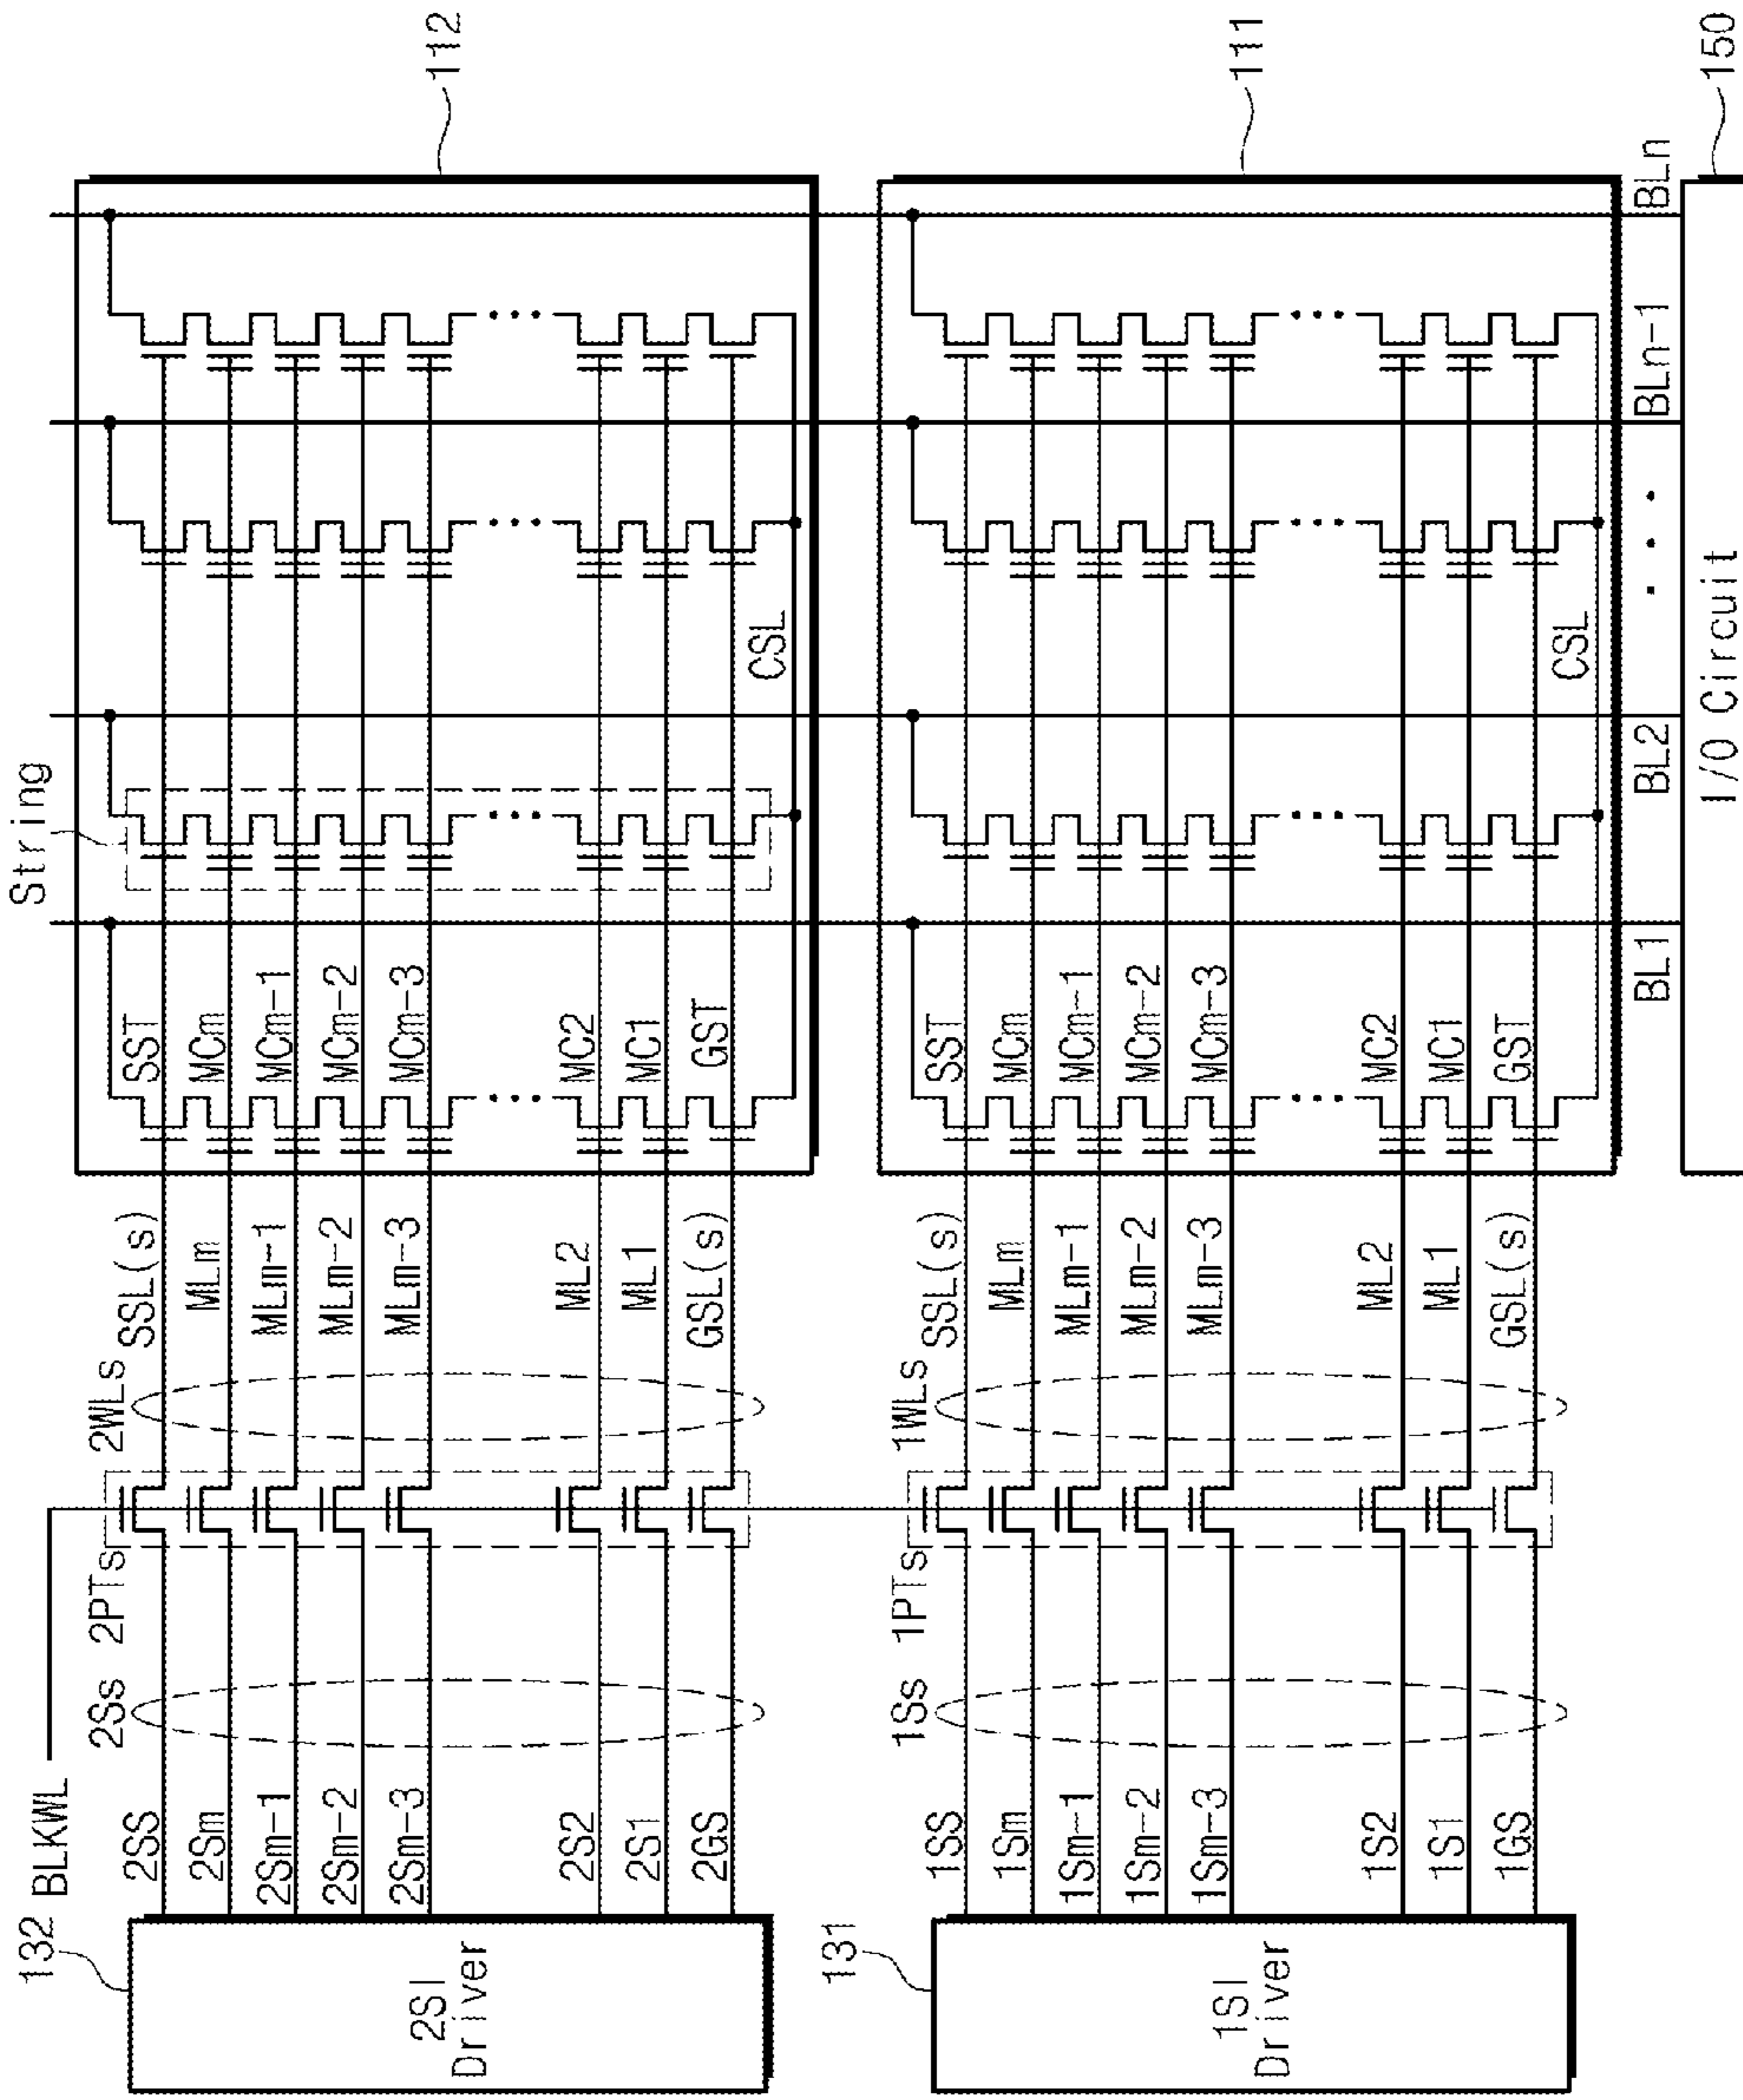 132
BLKWL
String
2SI
Driver
2SS
2Sm
2Sm-1
2Sm-2
2Sm-3
2S2
2S1
2GS
2Ss
2PTs
2WLs
SSL(s)
MLm
MLm-1
MLm-2
MLm-3
ML2
ML1
GSL(s)
SST
MCm
MCm-1
MCm-2
MCm-3
MC2
MC1
GST
CSL
112
131
1SI
Driver
1SS
1Sm
1Sm-1
1Sm-2
1Sm-3
1S2
1S1
1GS
1Ss
1PTs
1WLs
SSL(s)
MLm
MLm-1
MLm-2
MLm-3
ML2
ML1
GSL(s)
SST
MCm
MCm-1
MCm-2
MCm-3
MC2
MC1
GST
CSL
111
BL1
BL2
. . .
BLn-1
BLn
I/O Circuit
150